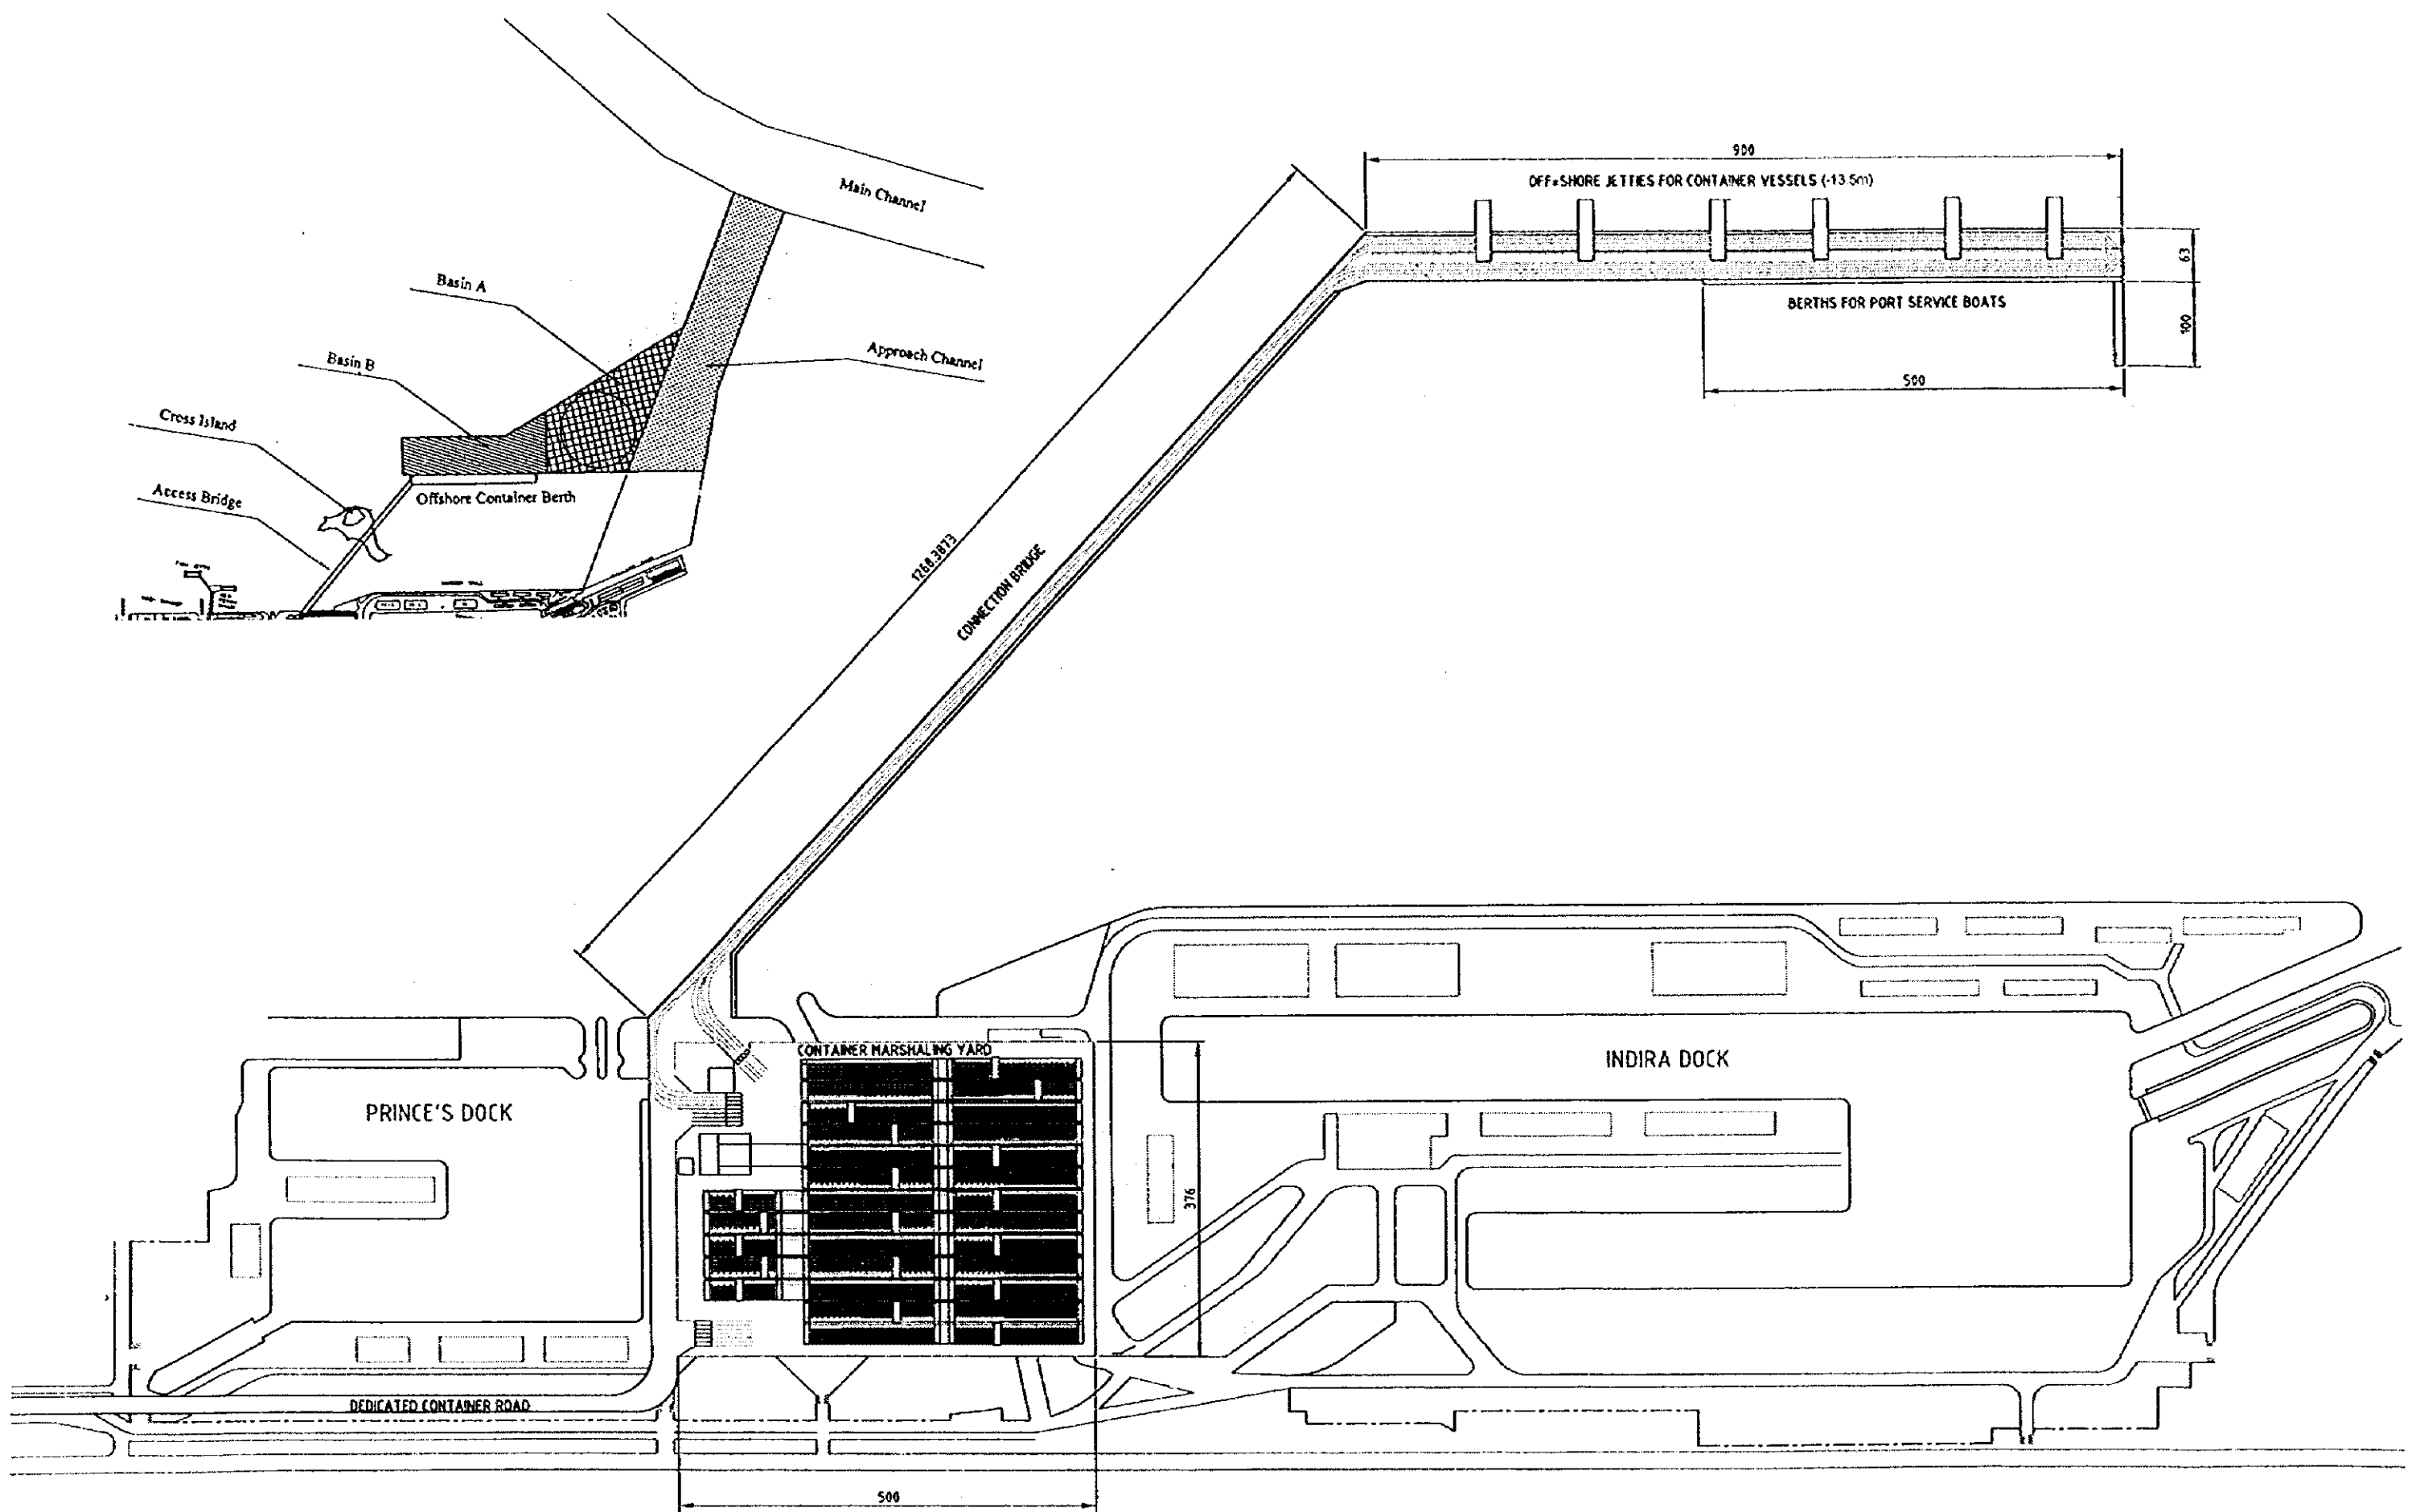 Main Channel
Basin A
Basin B
Approach Channel
Cross Island
Access Bridge
Offshore Container Berth
900
OFF-SHORE JETTIES FOR CONTAINER VESSELS (-13.5m)
63
BERTHS FOR PORT SERVICE BOATS
100
500
1268.3873
CONNECTION BRIDGE
CONTAINER MARSHALING YARD
INDIRA DOCK
PRINCE'S DOCK
376
DEDICATED CONTAINER ROAD
500